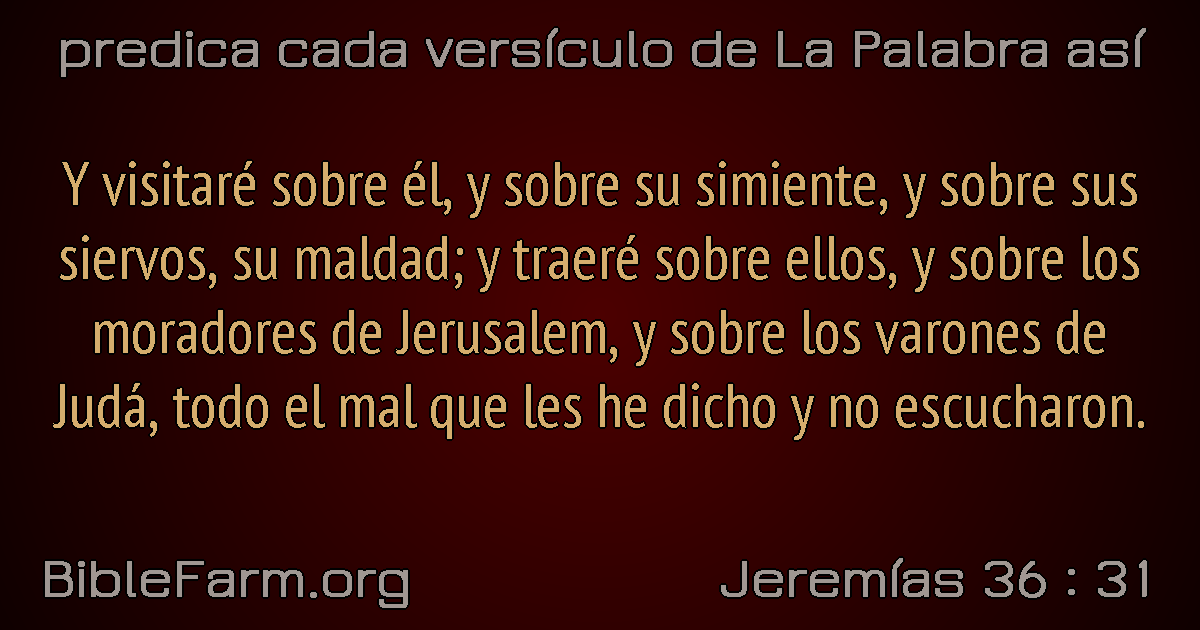 predica cada versículo de La Palabra así
Y visitaré sobre él, y sobre su simiente, y sobre sus
siervos, su maldad; y traeré sobre ellos, y sobre los
moradores de Jerusalem, y sobre los varones de
Judá, todo el mal que les he dicho y no escucharon.
BibleFarm.org
Jeremías 36 : 31